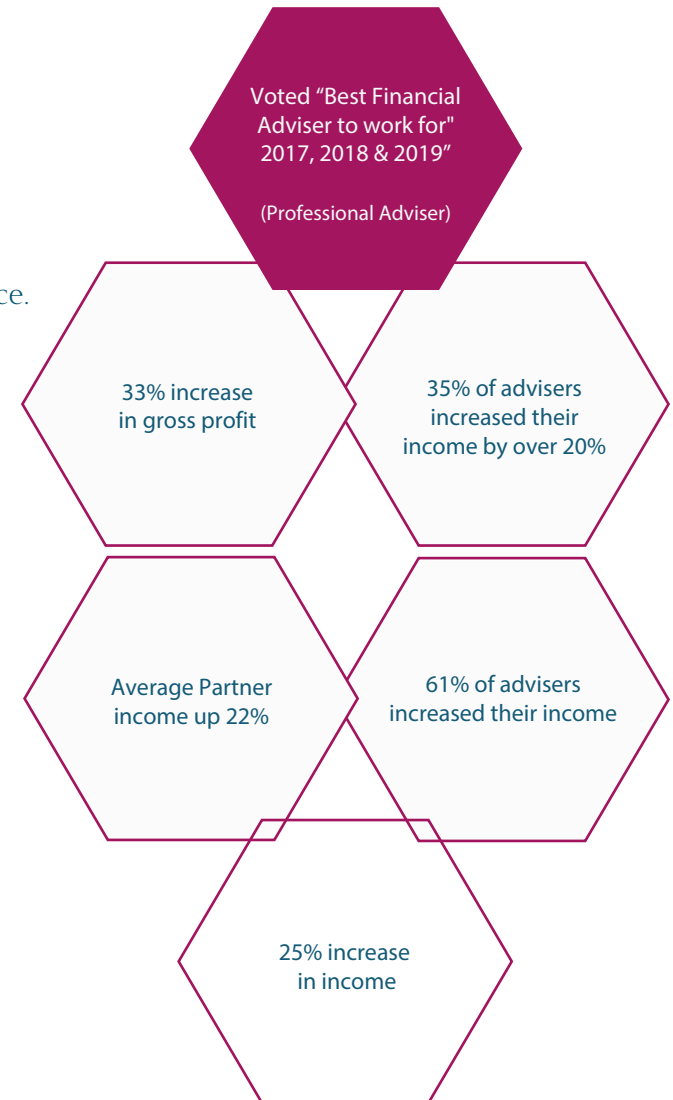 Voted “Best Financial
Adviser to work for"
2017, 2018 & 2019”
(Professional Adviser)
ce.
33% increase
in gross profit
35% of advisers
increased their
income by over 20%
Average Partner
income up 22%
61% of advisers
increased their income
25% increase
in income